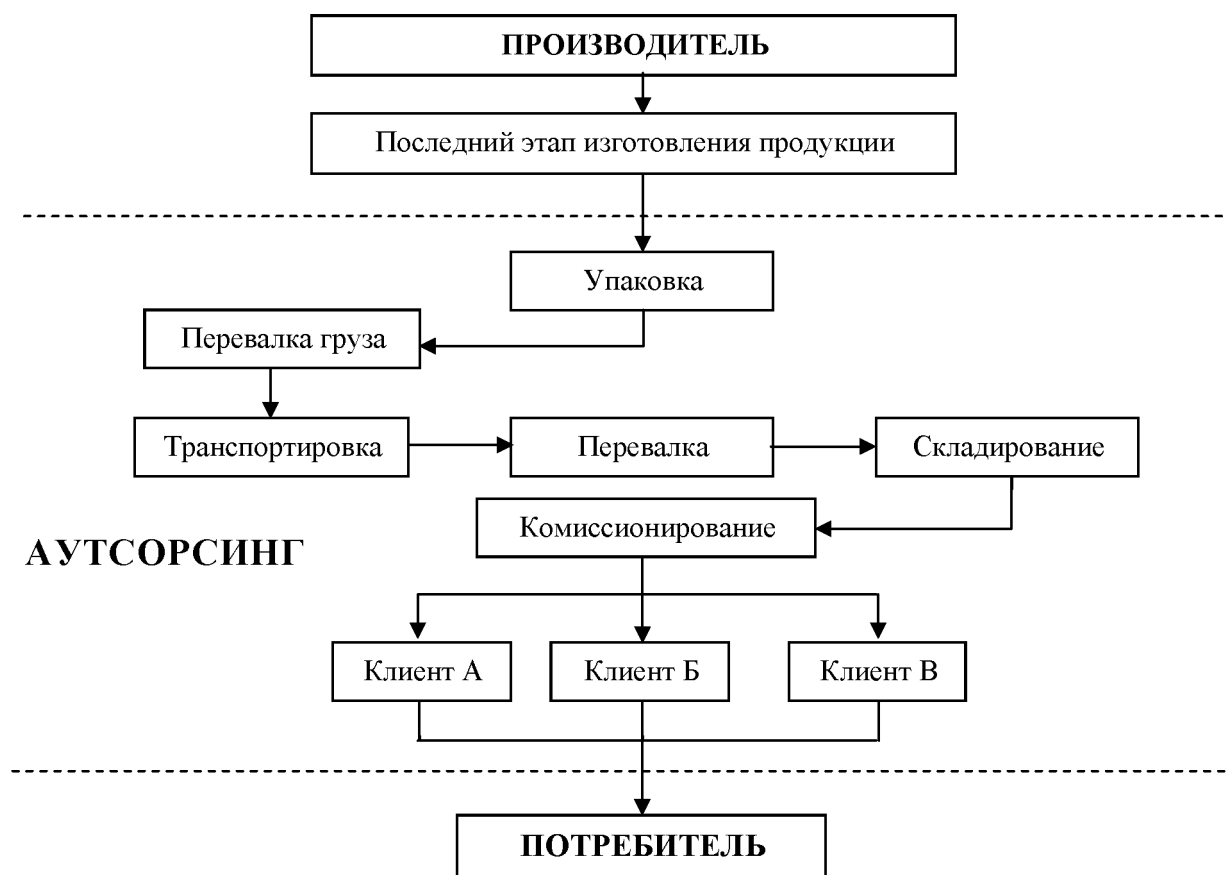 ПРОИЗВОДИТЕЛЬ
Последний этап изготовления продукции
Упаковка
Перевалка груза
Транспортировка
Перевалка
Складирование
Комиссионирование
АУТСОРСИНГ
Клиент А
Клиент Б
Клиент В
ПОТРЕБИТЕЛЬ